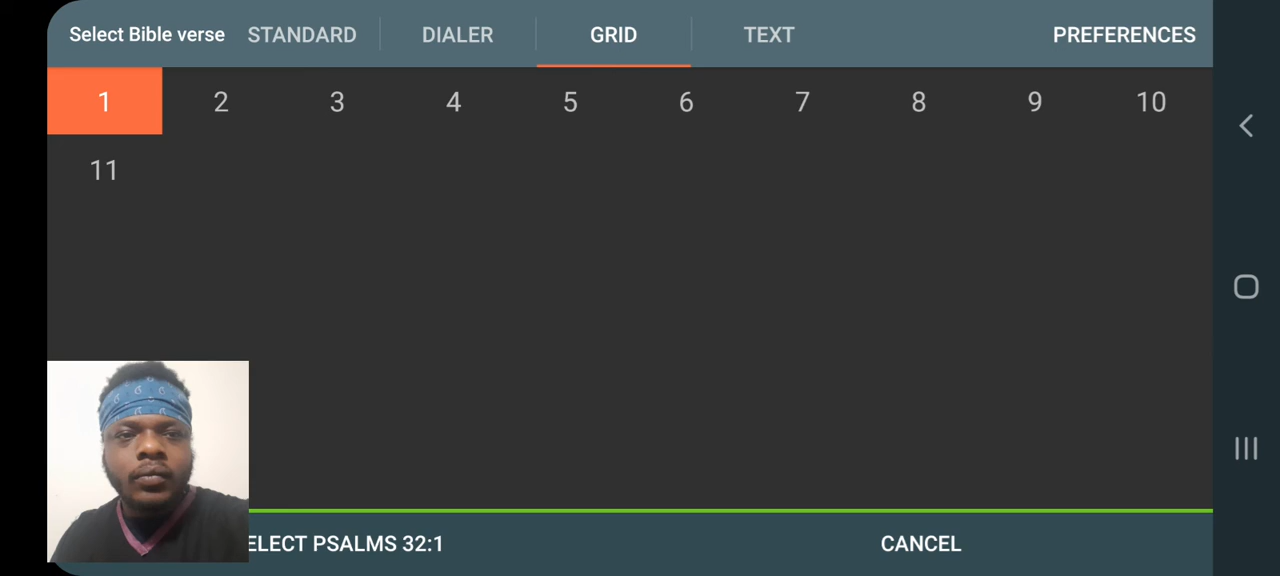 Select Bible verse STANDARD DIALER GRID TEXT PREFERENCES
1 2 3 4 5 6 7 8 9 10
11
ELECT PSALMS 32:1 CANCEL